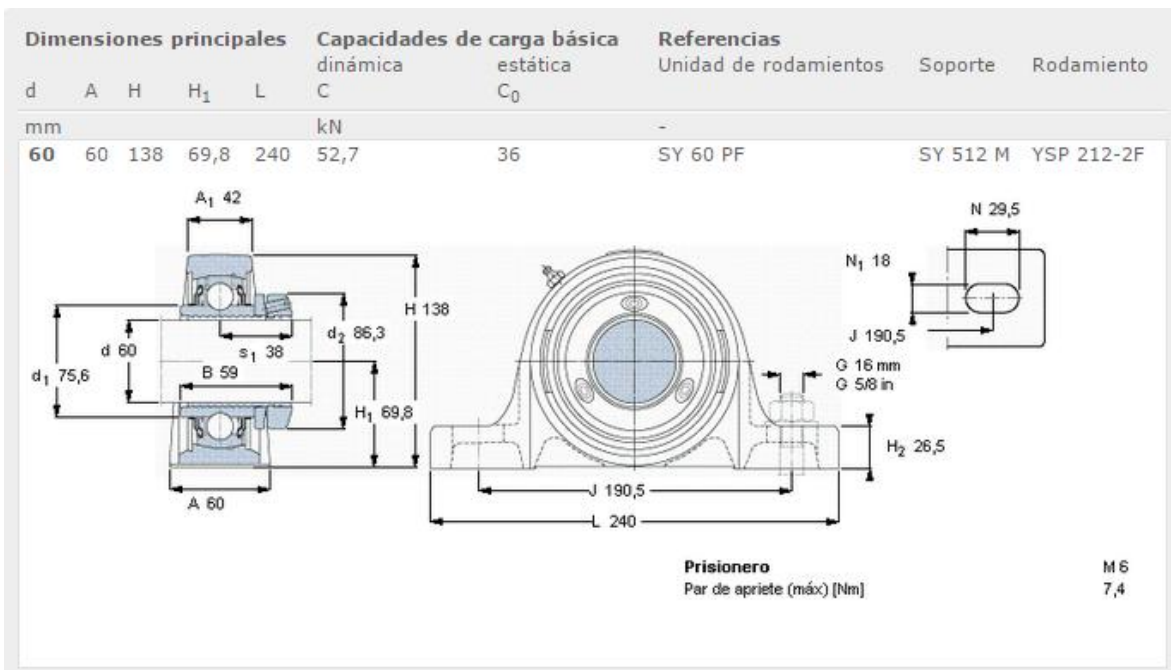 Dimensiones principales Capacidades de carga básica Referencias
dinámica estática Unidad de rodamientos Soporte Rodamiento
d A H H₁ L C C₀
mm kN -
60 60 138 69,8 240 52,7 36 SY 60 PF SY 512 M YSP 212-2F
A₁ 42
N 29,5
N₁ 18
H 138
d₂ 86,3
d 60
s₁ 38
J 190,5
d₁ 75,6
B 59
G 16 mm
G 5/8 in
H₁ 69,8
H₂ 26,5
A 60
J 190,5
L 240
Prisionero M 6
Par de apriete (máx) [Nm] 7,4